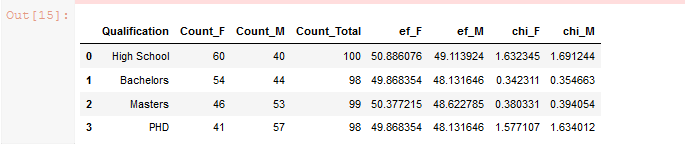 Out[15]:
Qualification Count_F Count_M Count_Total ef_F ef_M chi_F chi_M
0 High School 60 40 100 50.886076 49.113924 1.632345 1.691244
1 Bachelors 54 44 98 49.868354 48.131646 0.342311 0.354663
2 Masters 46 53 99 50.377215 48.622785 0.380331 0.394054
3 PHD 41 57 98 49.868354 48.131646 1.577107 1.634012